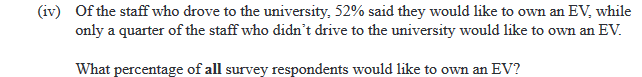 (iv) Of the staff who drove to the university, 52% said they would like to own an EV, while
only a quarter of the staff who didn’t drive to the university would like to own an EV.
What percentage of all survey respondents would like to own an EV?